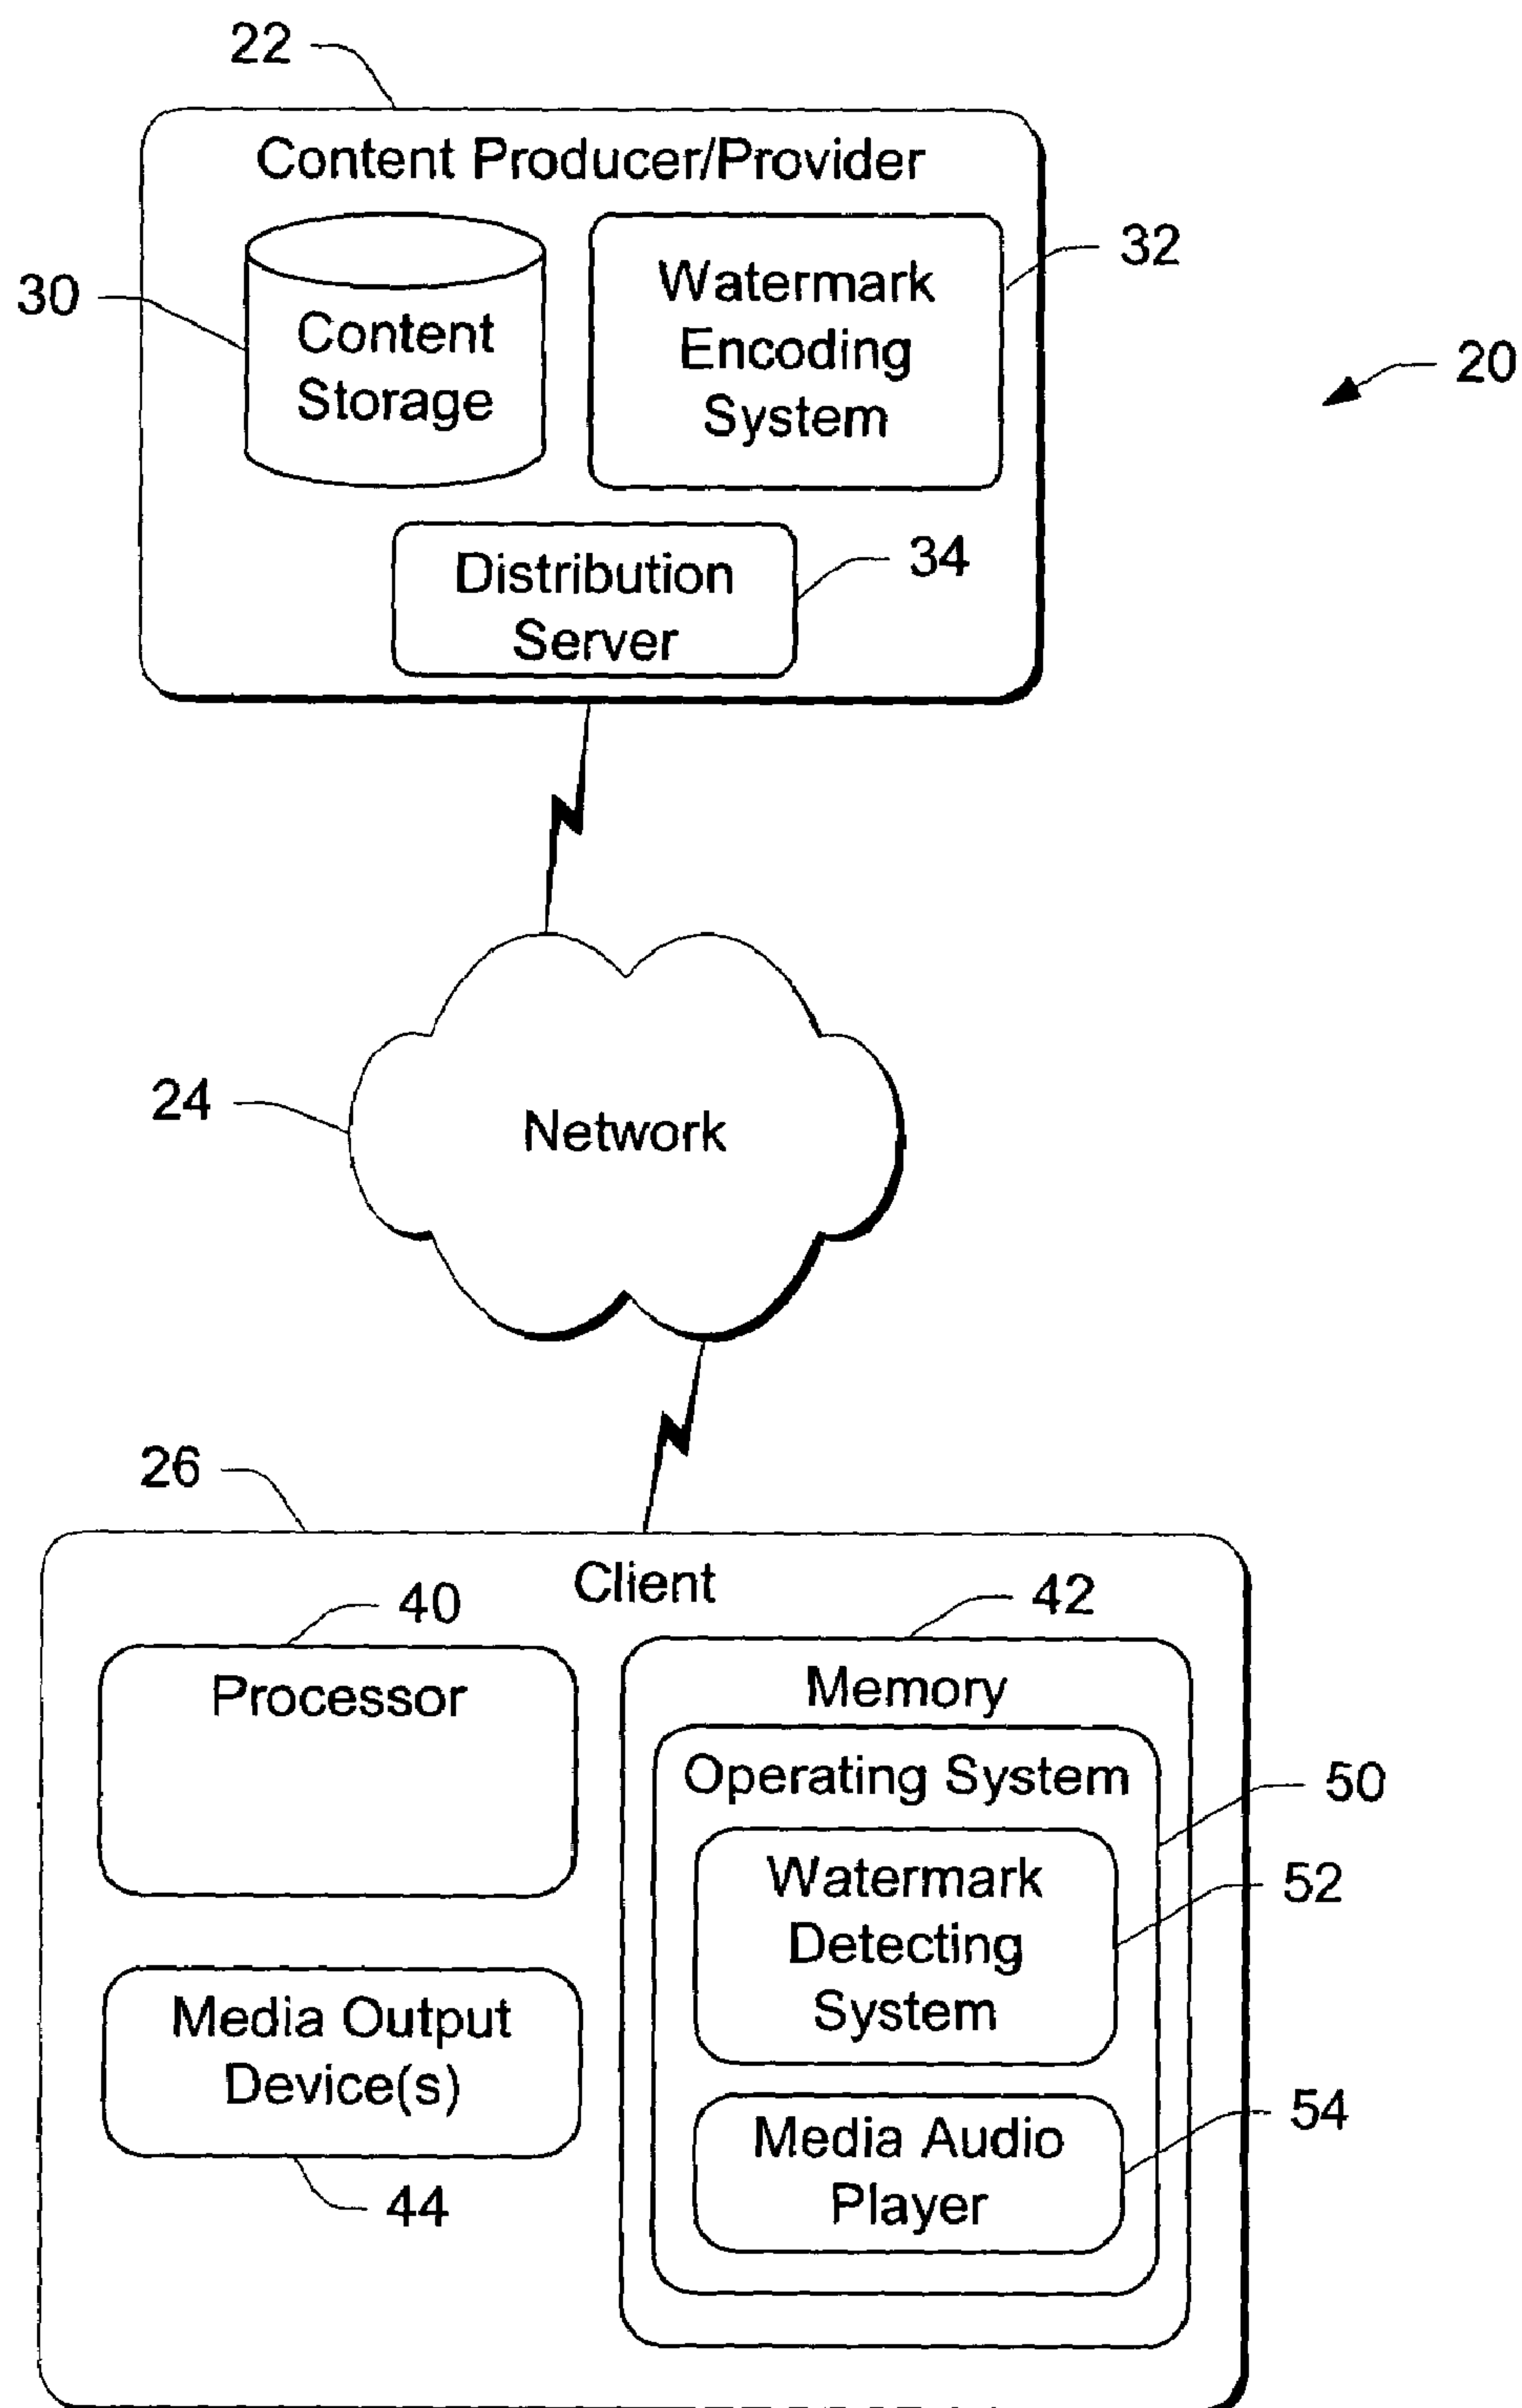 22
Content Producer/Provider
30
Content
Storage
Watermark
Encoding
System
32
20
Distribution
Server
34
24
Network
26
Client
40
Processor
42
Memory
Operating System
50
Watermark
Detecting
System
52
Media Output
Device(s)
44
Media Audio
Player
54